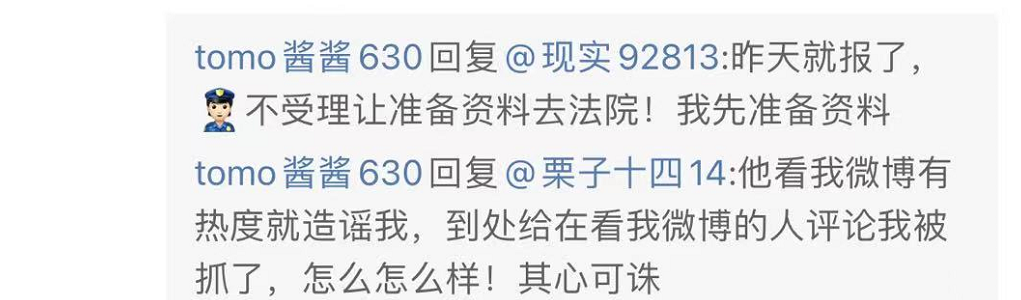 tomo酱酱630回复@现实92813:昨天就报了，
👮🏻不受理让准备资料去法院！我先准备资料
tomo酱酱630回复@栗子十四14:他看我微博有
热度就造谣我，到处给在看我微博的人评论我被
抓了，怎么怎么样！其心可诛